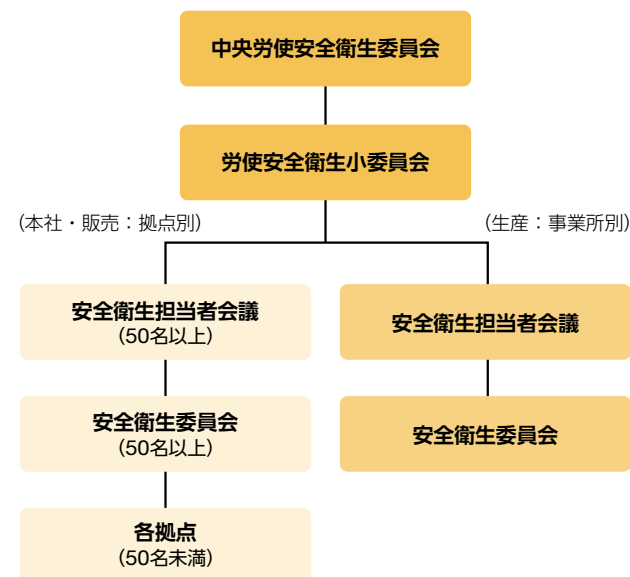 中央労使安全衛生委員会
労使安全衛生小委員会
(本社・販売：拠点別)
(生産：事業所別)
安全衛生担当者会議
(50名以上)
安全衛生担当者会議
安全衛生委員会
(50名以上)
安全衛生委員会
各拠点
(50名未満)